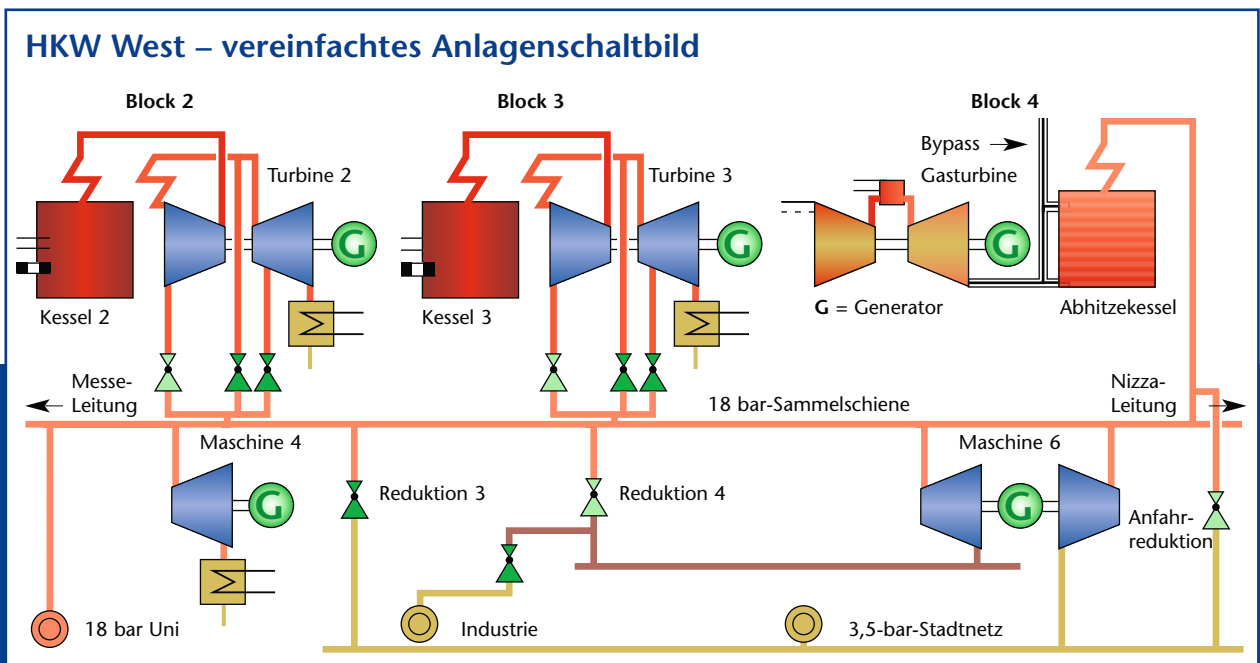 HKW West – vereinfachtes Anlagenschaltbild
Block 2
Block 3
Block 4
Bypass
Gasturbine
Turbine 2
Turbine 3
G
G
G
Kessel 2
Kessel 3
G = Generator
Abhitzekessel
Messe-
Leitung
18 bar-Sammelschiene
Nizza-
Leitung
Maschine 4
Maschine 6
G
Reduktion 3
Reduktion 4
G
Anfahr-
reduktion
18 bar Uni
Industrie
3,5-bar-Stadtnetz